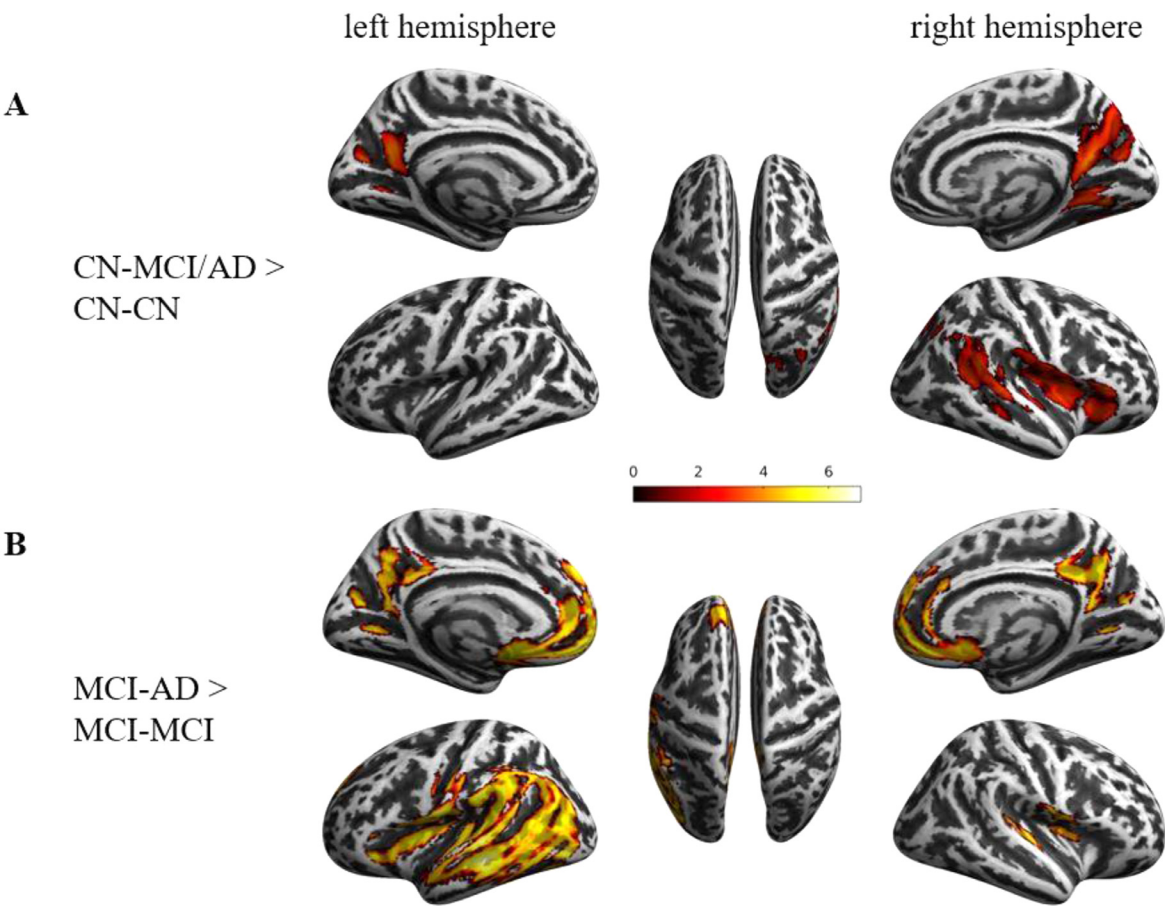 left hemisphere
right hemisphere
A
CN-MCI/AD >
CN-CN
0 2 4 6
B
MCI-AD >
MCI-MCI